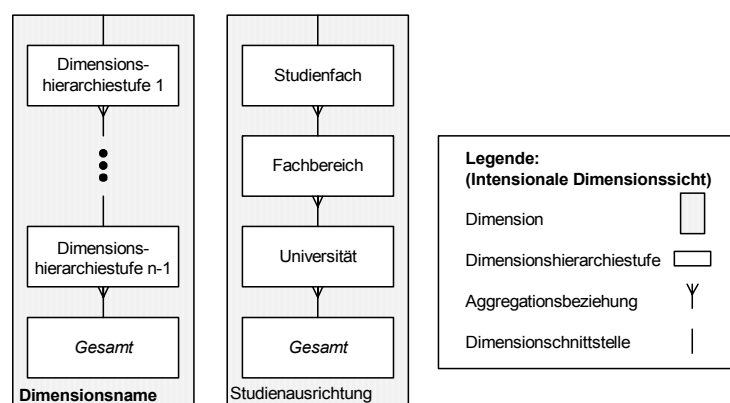 Dimensions-
hierarchiestufe 1
Dimensions-
hierarchiestufe n-1
Gesamt
Dimensionsname
Studienfach
Fachbereich
Universität
Gesamt
Studienausrichtung
Legende:
(Intensionale Dimensionssicht)
Dimension
Dimensionshierarchiestufe
Aggregationsbeziehung
Dimensionschnittstelle